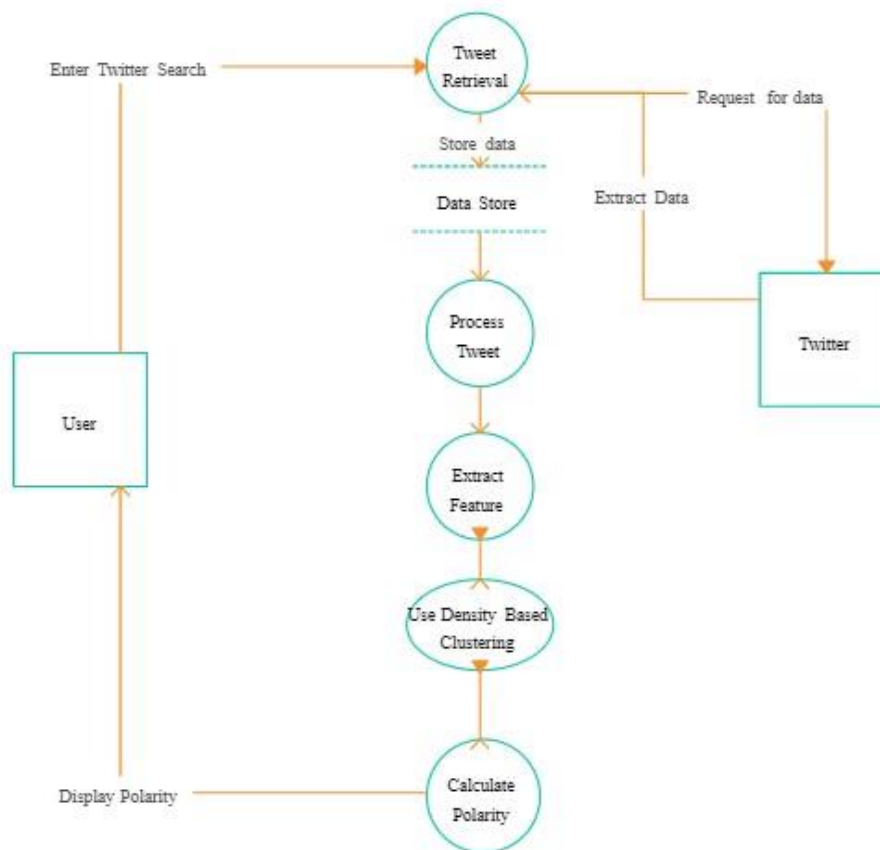 Tweet
Retrieval
Enter Twitter Search
Request for data
Store data
Extract Data
Data Store
Process
Tweet
Twitter
User
Extract
Feature
Use Density Based
Clustering
Calculate
Polarity
Display Polarity